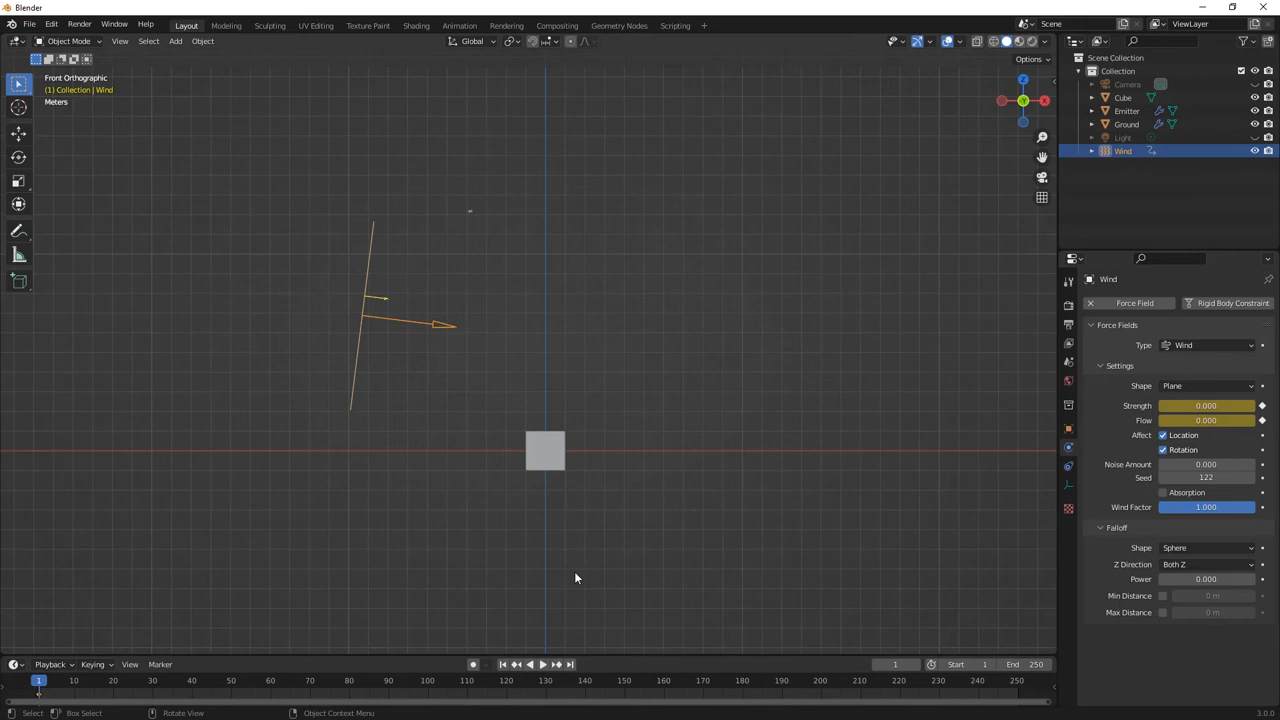 Blender
File Edit Render Window Help Layout Modeling Sculpting UV Editing Texture Paint Shading Animation Rendering Compositing Geometry Nodes Scripting + Scene ViewLayer
Object Mode View Select Add Object Global
Options
Front Orthographic
(1) Collection | Wind
Meters
Z
Y
X
Scene Collection
Collection
Camera
Cube
Emitter
Ground
Light
Wind
Wind
Force Field Rigid Body Constraint
Force Fields
Type Wind
Settings
Shape Plane
Strength 0.000
Flow 0.000
Affect Location
Rotation
Noise Amount 0.000
Seed 122
Absorption
Wind Factor 1.000
Falloff
Shape Sphere
Z Direction Both Z
Power 0.000
Min Distance 0 m
Max Distance 0 m
Playback Keying View Marker 1 Start 1 End 250
1 10 20 30 40 50 60 70 80 90 100 110 120 130 140 150 160 170 180 190 200 210 220 230 240 250
Select Box Select Rotate View Object Context Menu 3.0.0